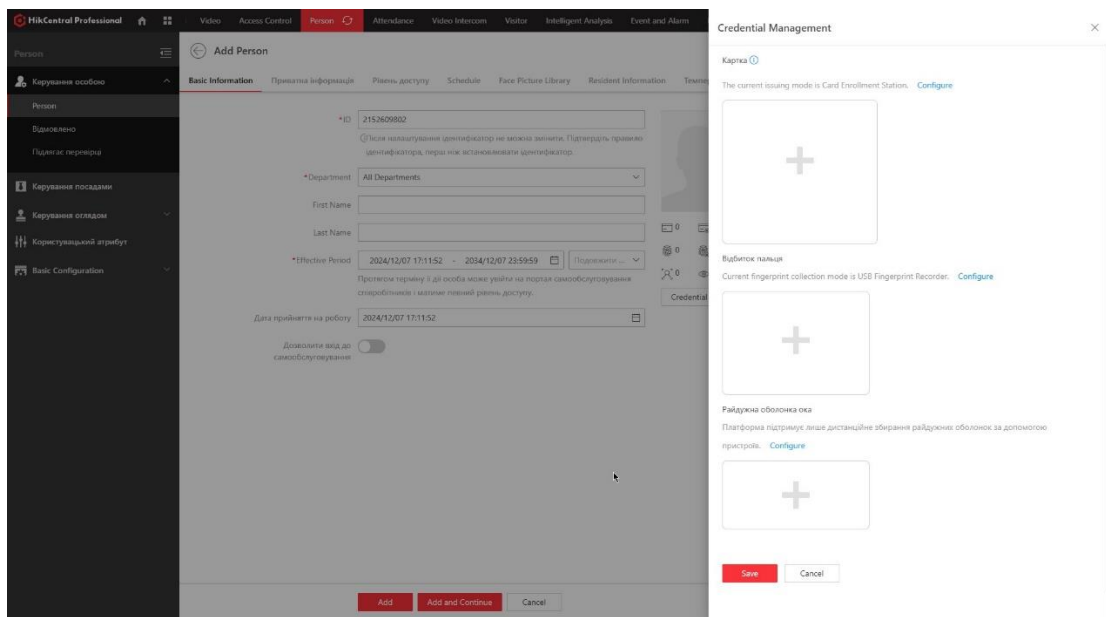 HikCentral Professional
Video Access Control Person Attendance Video Intercom Visitor Intelligent Analysis Event and Alarm
Person
Керування особою
Person
Відмовлено
Підлягає перевірці
Керування посадами
Керування оглядом
Користувацький атрибут
Basic Configuration
Add Person
Basic Information Приватна інформація Рівень доступу Schedule Face Picture Library Resident Information
*ID 2152609802
Після налаштування ідентифікатор не можна змінити. Підтвердіть правило
ідентифікатора, перш ніж встановлювати ідентифікатор.
*Department All Departments
First Name
Last Name
*Effective Period 2024/12/07 17:11:52 - 2034/12/07 23:59:59 Подовжити ...
Протягом терміну її дії особа може увійти на портал самообслуговування
співробітників і матиме певний рівень доступу.
Дата прийняття на роботу 2024/12/07 17:11:52
Дозволити вхід до
самообслуговування
0
0
0
Credential
Add Add and Continue Cancel
Credential Management
Картка
The current issuing mode is Card Enrollment Station. Configure
Відбиток пальця
Current fingerprint collection mode is USB Fingerprint Recorder. Configure
Райдужна оболонка ока
Платформа підтримує лише дистанційне збирання райдужних оболонок за допомогою
пристроїв. Configure
Save Cancel